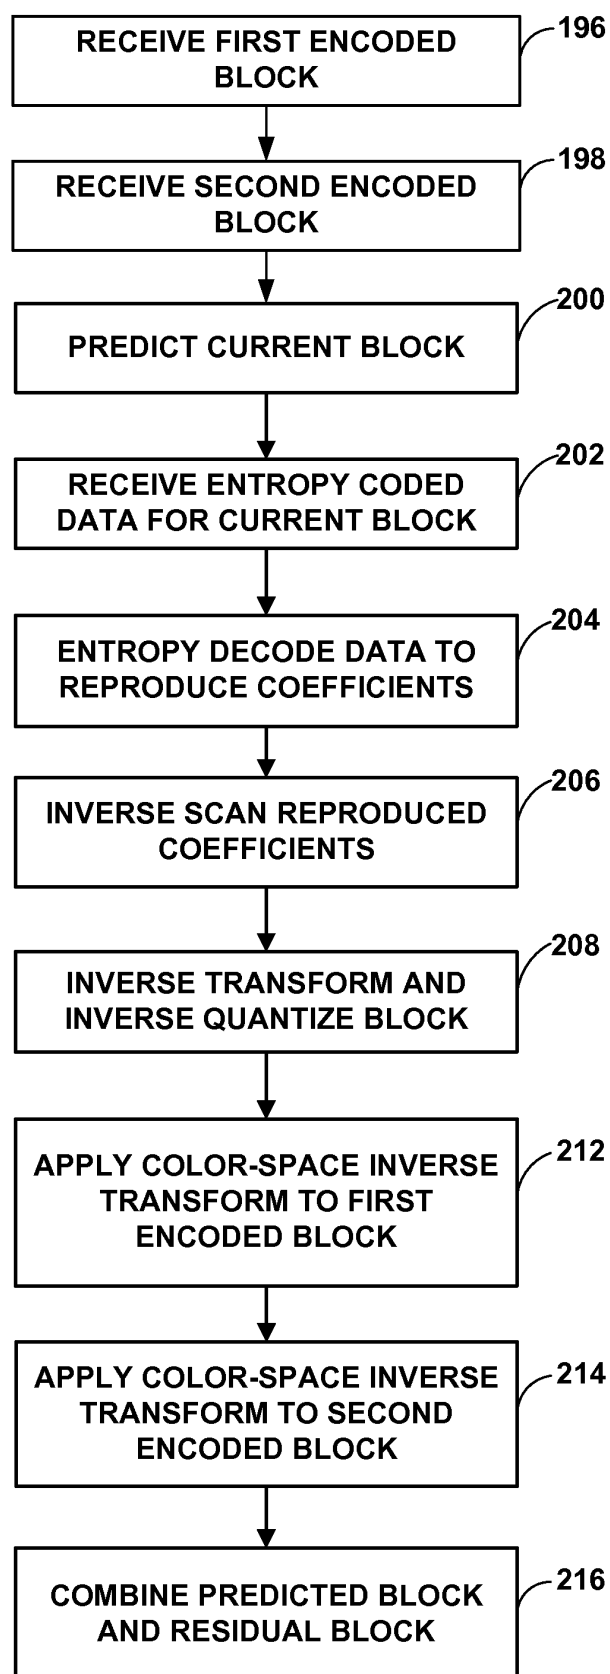 RECEIVE FIRST ENCODED
BLOCK
196
RECEIVE SECOND ENCODED
BLOCK
198
PREDICT CURRENT BLOCK
200
RECEIVE ENTROPY CODED
DATA FOR CURRENT BLOCK
202
ENTROPY DECODE DATA TO
REPRODUCE COEFFICIENTS
204
INVERSE SCAN REPRODUCED
COEFFICIENTS
206
INVERSE TRANSFORM AND
INVERSE QUANTIZE BLOCK
208
APPLY COLOR-SPACE INVERSE
TRANSFORM TO FIRST
ENCODED BLOCK
212
APPLY COLOR-SPACE INVERSE
TRANSFORM TO SECOND
ENCODED BLOCK
214
COMBINE PREDICTED BLOCK
AND RESIDUAL BLOCK
216